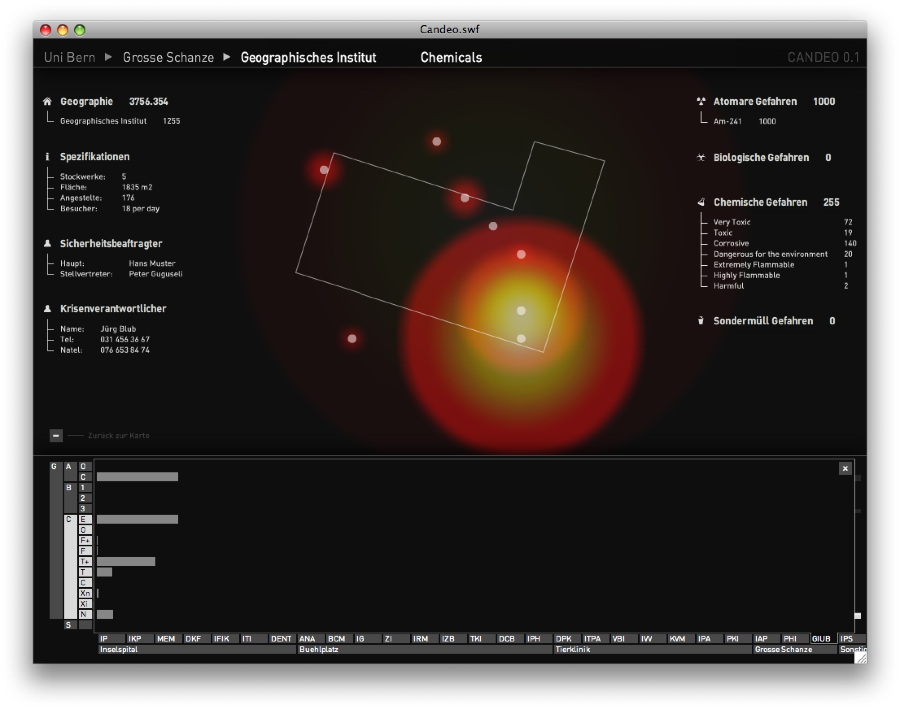 Candeo.swf
Uni Bern ▶ Grosse Schanze ▶ Geographisches Institut Chemicals CANDEO 0.1
Geographie 3756.354
Geographisches Institut 1255
Spezifikationen
Stockwerke: 5
Fläche: 1835 m2
Angestelte: 176
Besucher: 18 per day
Sicherheitsbeaftragter
Haupt: Hans Muster
Stellvertreter: Peter Guguseli
Krisenverantwortlicher
Name: Jürg Blub
Tel: 031 456 36 67
Natel: 076 653 84 74
Zurück zur Karte
Atomare Gefahren 1000
Am-241 1000
Biologische Gefahren 0
Chemische Gefahren 255
Very Toxic 72
Toxic 19
Corrosive 140
Dangerous for the environment 20
Extremely Flammable 1
Highly Flammable 1
Harmful 2
Sondermüll Gefahren 0
G A O
C
B 1
2
3
C E
O
F+
F
T+
T
C
Xn
Xi
N
S
IP IKP MEM DKF IFIK ITI DENT ANA BCM IG ZI IRM IZB TKI DCB IPH DPK ITPA VBI IVV KVM IPA PKI IAP PHI GIUB IPS
Inselspital Buehlplatz Tierklinik Grosse Schanze Sonstig